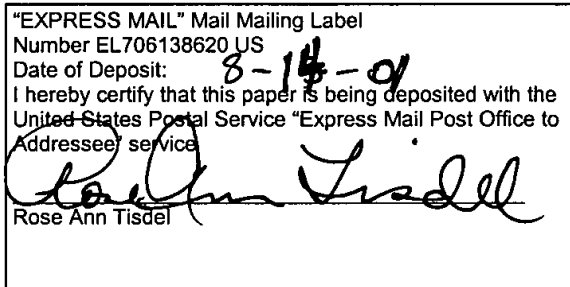 "EXPRESS MAIL" Mail Mailing Label
Number EL706138620 US
Date of Deposit: 8-14-01
I hereby certify that this paper is being deposited with the
United States Postal Service "Express Mail Post Office to
Addressee" service
RoseAnn Tisdell
Rose Ann Tisdel